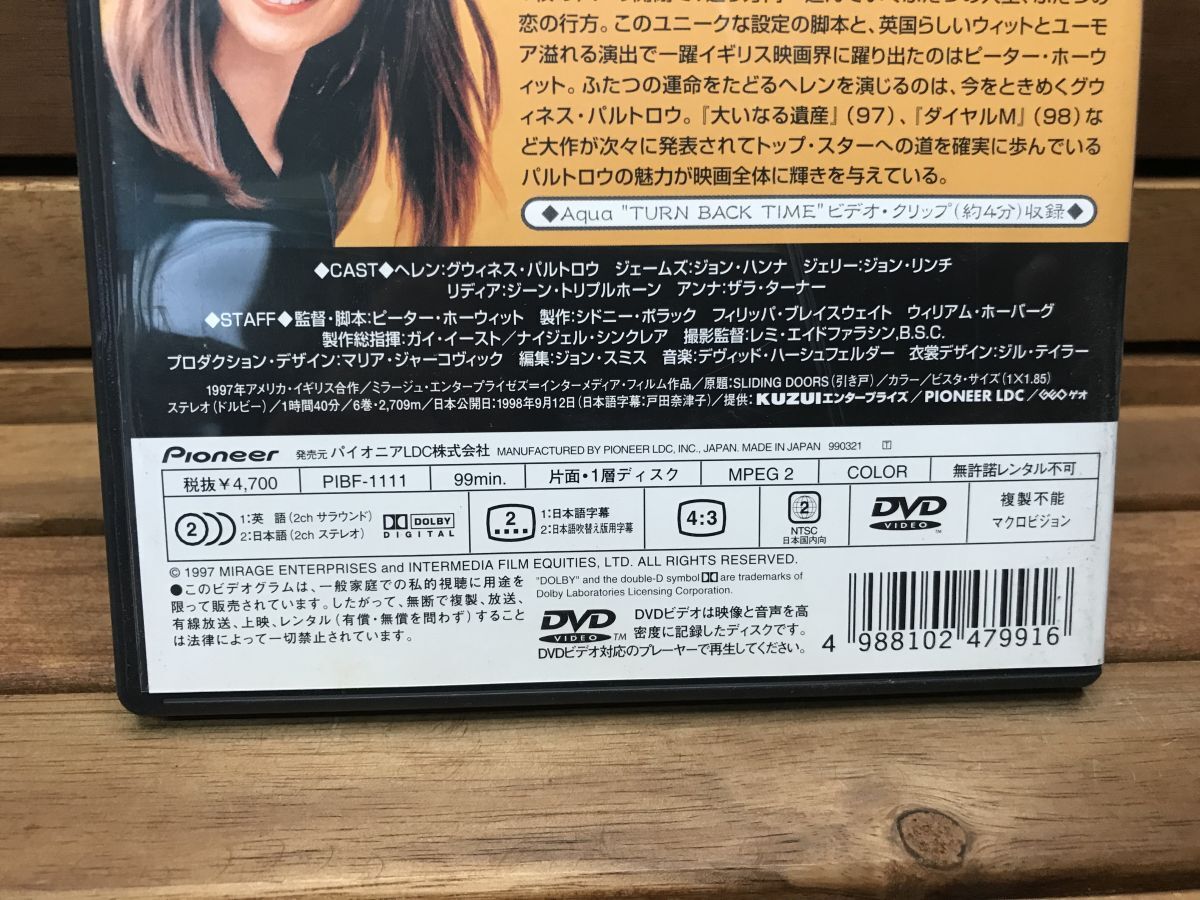 恋の行方。このユニークな設定の脚本と、英国らしいウィットとユーモ
ア溢れる演出で一躍イギリス映画界に躍り出たのはピーター・ホーウ
ィット。ふたつの運命をたどるヘレンを演じるのは、今をときめくグウ
ィネス・パルトロウ。『大いなる遺産』(97)、『ダイヤルM』(98)な
ど大作が次々に発表されてトップ・スターへの道を確実に歩んでいる
パルトロウの魅力が映画全体に輝きを与えている。
◆Aqua "TURN BACK TIME"ビデオ・クリップ(約4分)収録◆
◆CAST◆ヘレン:グウィネス・パルトロウ ジェームズ:ジョン・ハンナ ジェリー:ジョン・リンチ
リディア:ジーン・トリプルホーン アンナ:ザラ・ターナー
◆STAFF◆監督・脚本:ピーター・ホーウィット 製作:シドニー・ポラック フィリッパ・ブレイスウェイト ウィリアム・ホーバーグ
製作総指揮:ガイ・イースト/ナイジェル・シンクレア 撮影監督:レミ・エイドファラシン,B.S.C.
プロダクション・デザイン:マリア・ジャーコヴィック 編集:ジョン・スミス 音楽:デヴィッド・ハーシュフェルダー 衣裳デザイン:ジル・テイラー
1997年アメリカ・イギリス合作/ミラージュ・エンタープライゼズ=インターメディア・フィルム作品/原題:SLIDING DOORS(引き戸)/カラー/ビスタ・サイズ(1×1.85)
ステレオ(ドルビー)/1時間40分/6巻・2,709m/日本公開日:1998年9月12日(日本語字幕:戸田奈津子)/提供:KUZUIエンタープライズ/PIONEER LDC/GEOゲオ
Pioneer 発売元 パイオニアLDC株式会社 MANUFACTURED BY PIONEER LDC, INC., JAPAN. MADE IN JAPAN 990321 T
税抜¥4,700 PIBF-1111 99min. 片面・1層ディスク MPEG 2 COLOR 無許諾レンタル不可
2 1:英 語(2ch サラウンド) 2:日本語(2ch ステレオ) DOLBY DIGITAL 2 1:日本語字幕 2:日本語吹替え版用字幕 4:3 2 NTSC 日本国内向 DVD VIDEO 複製不能 マクロビジョン
© 1997 MIRAGE ENTERPRISES and INTERMEDIA FILM EQUITIES, LTD. ALL RIGHTS RESERVED.
●このビデオグラムは、一般家庭での私的視聴に用途を
限って販売されています。したがって、無断で複製、放送、
有線放送、上映、レンタル(有償・無償を問わず)すること
は法律によって一切禁止されています。
"DOLBY" and the double-D symbol are trademarks of
Dolby Laboratories Licensing Corporation.
DVD VIDEO TM
DVDビデオは映像と音声を高
密度に記録したディスクです。
DVDビデオ対応のプレーヤーで再生してください。
4 988102 479916